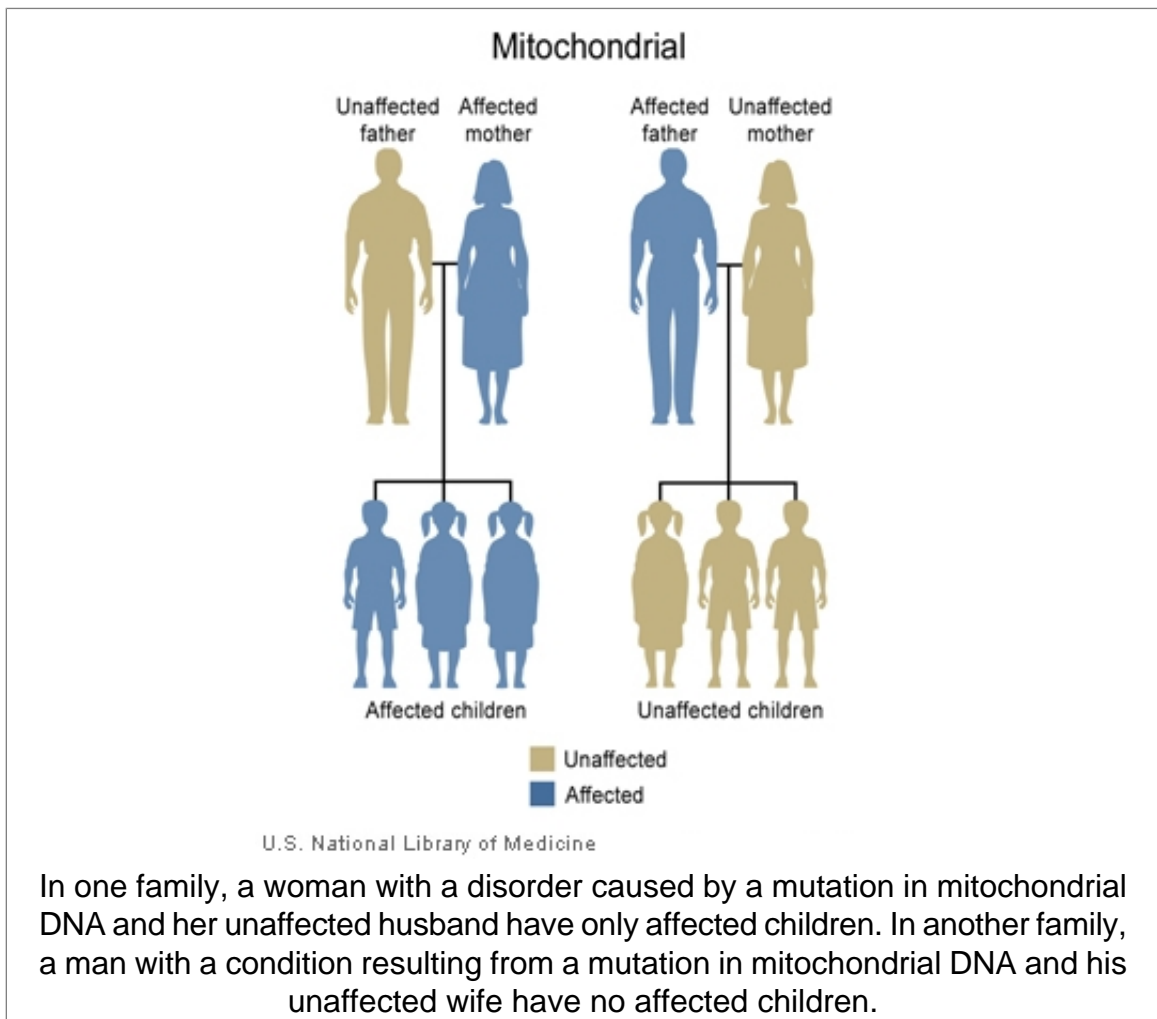 Mitochondrial
Unaffected father
Affected mother
Affected father
Unaffected mother
Affected children
Unaffected children
Unaffected
Affected
U.S. National Library of Medicine
In one family, a woman with a disorder caused by a mutation in mitochondrial
DNA and her unaffected husband have only affected children. In another family,
a man with a condition resulting from a mutation in mitochondrial DNA and his
unaffected wife have no affected children.